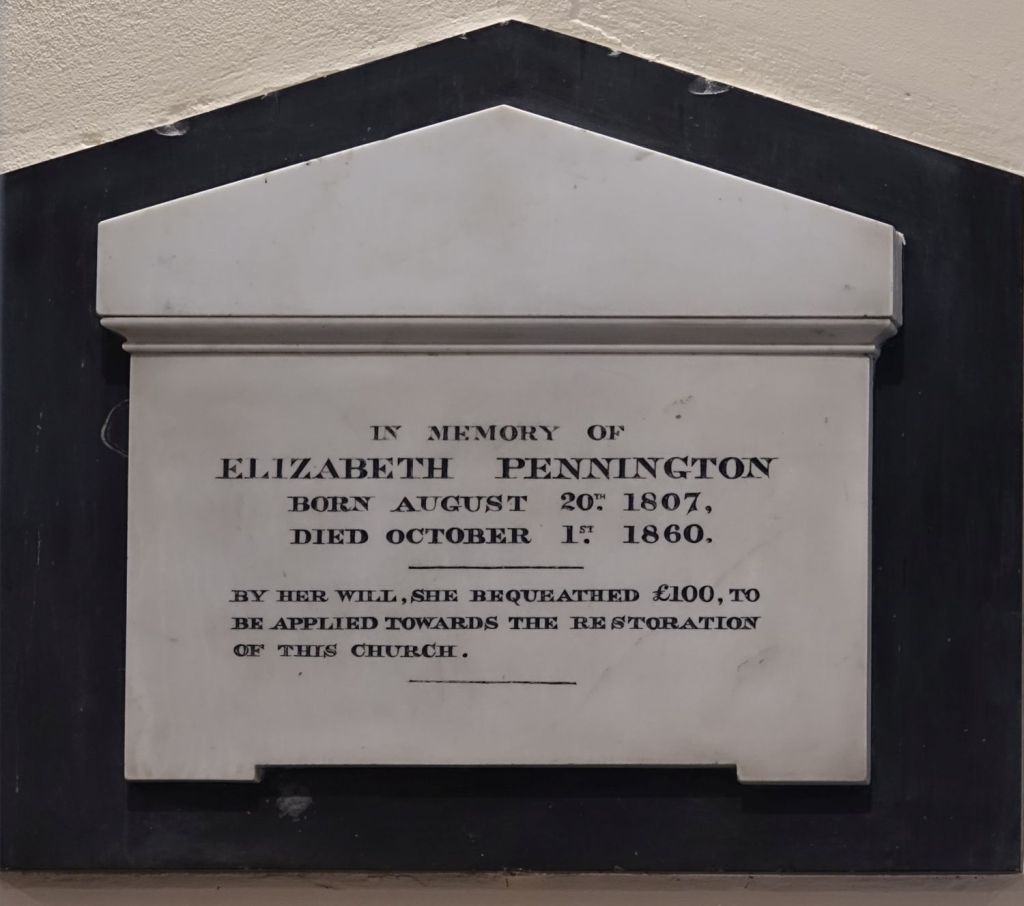 IN MEMORY OF
ELIZABETH PENNINGTON
BORN AUGUST 20TH. 1807,
DIED OCTOBER 1ST. 1860.
BY HER WILL, SHE BEQUEATHED £100, TO
BE APPLIED TOWARDS THE RESTORATION
OF THIS CHURCH.